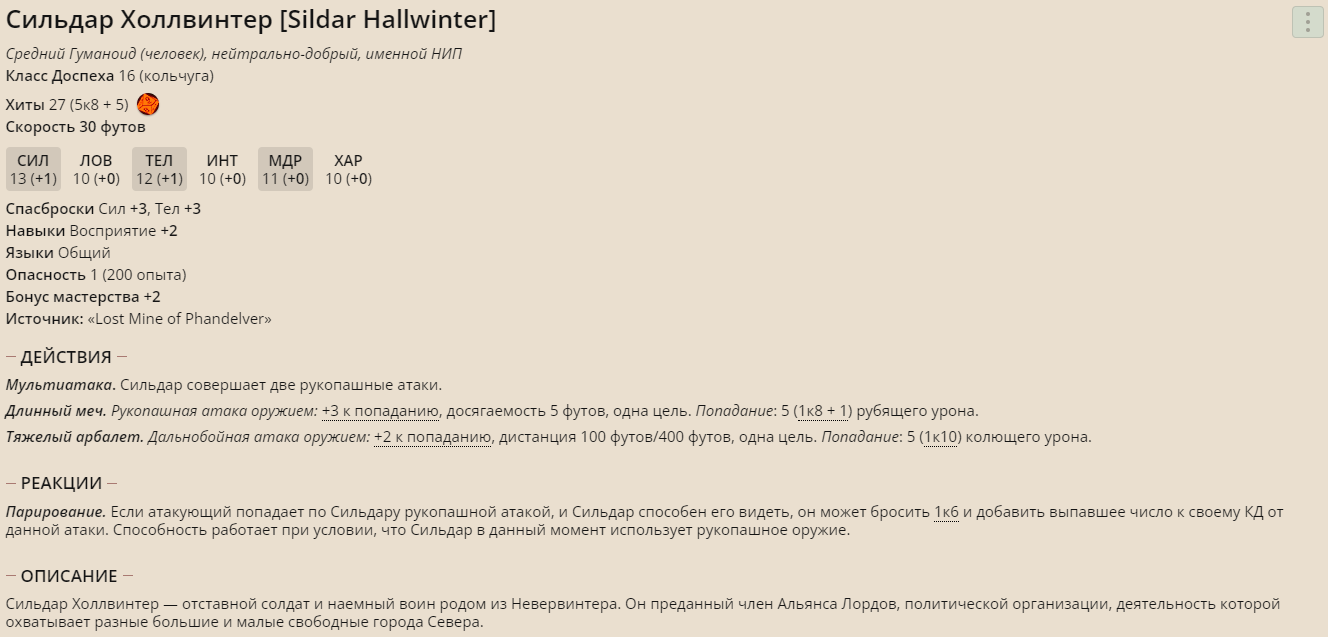 Сильдар Холлвинтер [Sildar Hallwinter]
Средний Гуманоид (человек), нейтрально-добрый, именной НИП
Класс Доспеха 16 (кольчуга)
Хиты 27 (5к8 + 5)
Скорость 30 футов
СИЛ ЛОВ ТЕЛ ИНТ МДР ХАР
13 (+1) 10 (+0) 12 (+1) 10 (+0) 11 (+0) 10 (+0)
Спасброски Сил +3, Тел +3
Навыки Восприятие +2
Языки Общий
Опасность 1 (200 опыта)
Бонус мастерства +2
Источник: «Lost Mine of Phandelver»
— ДЕЙСТВИЯ —
Мультиатака. Сильдар совершает две рукопашные атаки.
Длинный меч. Рукопашная атака оружием: +3 к попаданию, досягаемость 5 футов, одна цель. Попадание: 5 (1к8 + 1) рубящего урона.
Тяжелый арбалет. Дальнобойная атака оружием: +2 к попаданию, дистанция 100 футов/400 футов, одна цель. Попадание: 5 (1к10) колющего урона.
— РЕАКЦИИ —
Парирование. Если атакующий попадает по Сильдару рукопашной атакой, и Сильдар способен его видеть, он может бросить 1к6 и добавить выпавшее число к своему КД от
данной атаки. Способность работает при условии, что Сильдар в данный момент использует рукопашное оружие.
— ОПИСАНИЕ —
Сильдар Холлвинтер — отставной солдат и наемный воин родом из Невервинтера. Он преданный член Альянса Лордов, политической организации, деятельность которой
охватывает разные большие и малые свободные города Севера.